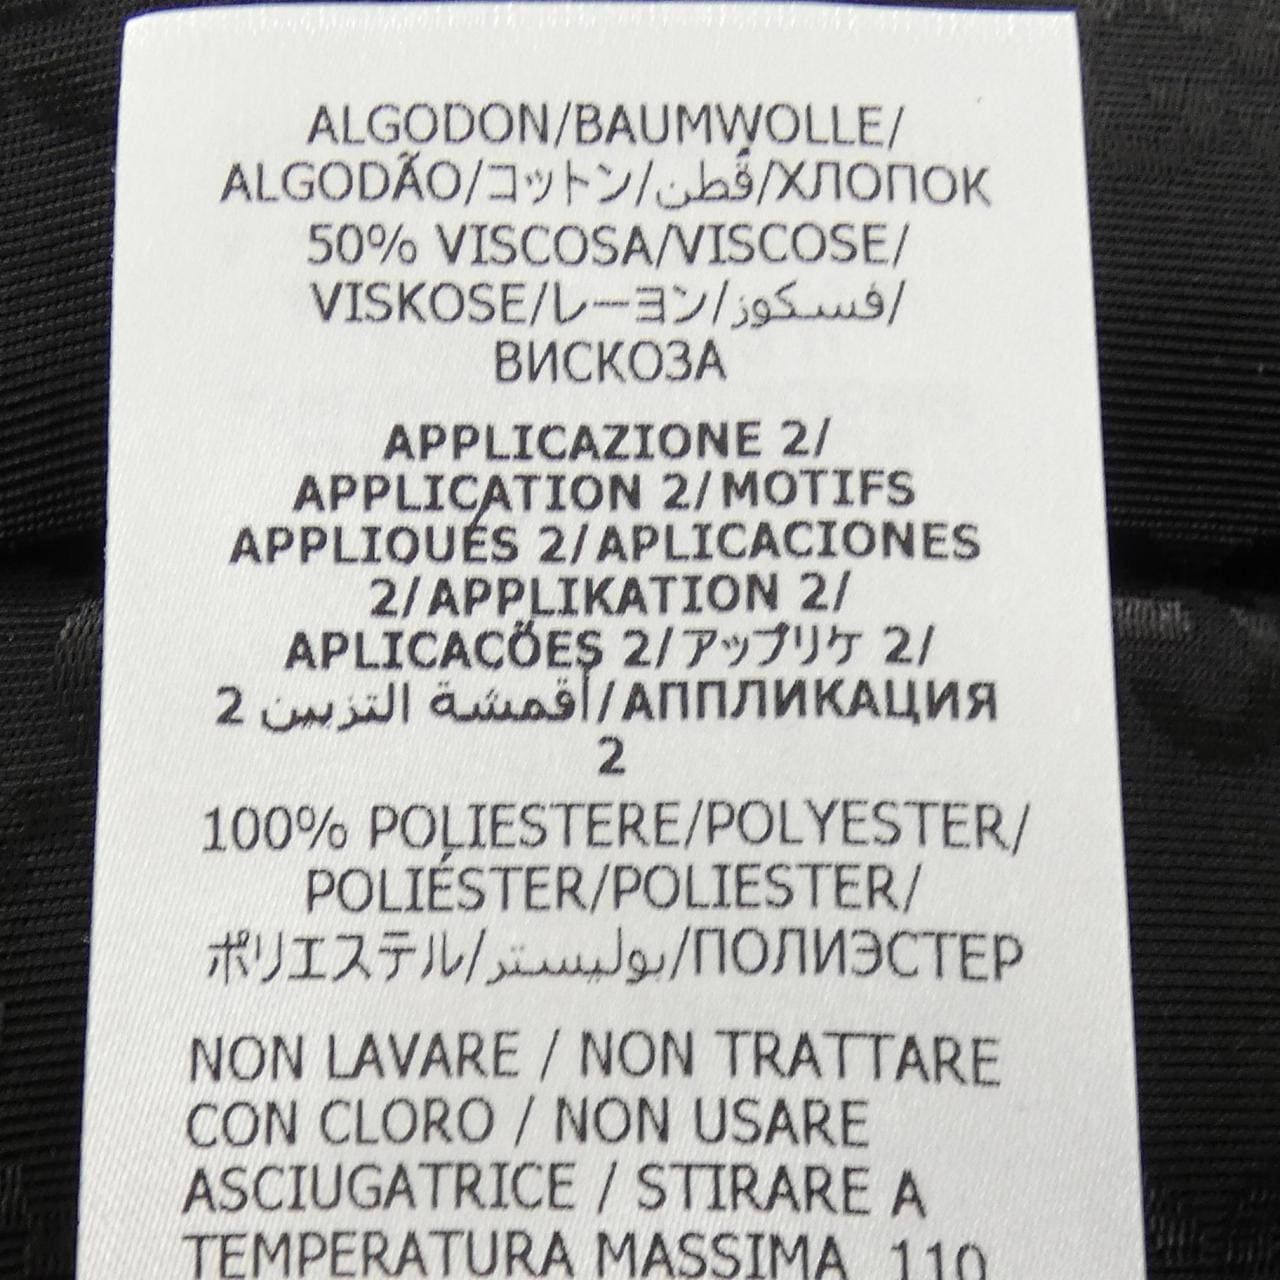 ALGODON/BAUMWOLLE/
ALGODÃO/コットン/قطن/ХЛОПОК
50% VISCOSA/VISCOSE/
VISKOSE/レーヨン/فسكوز/
ВИСКОЗА
APPLICAZIONE 2/
APPLICATION 2/MOTIFS
APPLIQUÉS 2/APLICACIONES
2/APPLIKATION 2/
APLICACÕES 2/アップリケ 2/
أقمشة التزيين 2/АППЛИКАЦИЯ
2
100% POLIESTERE/POLYESTER/
POLIÉSTER/POLIESTER/
ポリエステル/بوليستر/ПОЛИЭСТЕР
NON LAVARE / NON TRATTARE
CON CLORO / NON USARE
ASCIUGATRICE / STIRARE A
TEMPERATURA MASSIMA 110